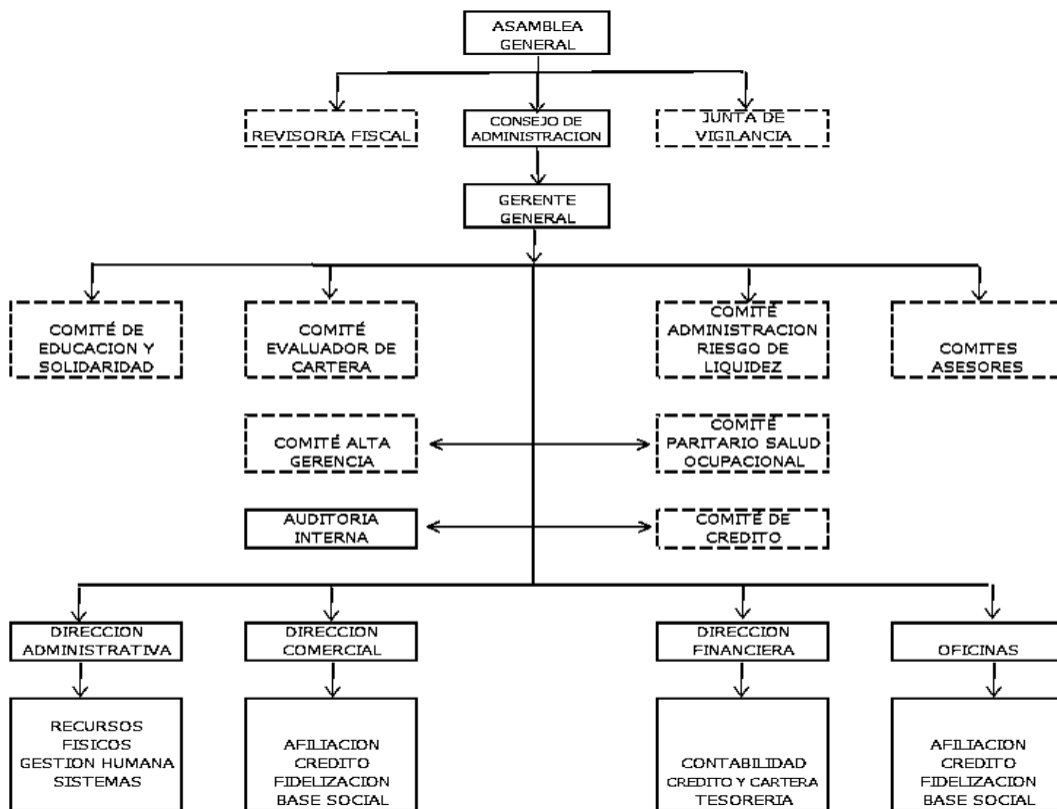 ASAMBLEA
GENERAL
REVISORIA FISCAL
CONSEJO DE
ADMINISTRACION
JUNTA DE
VIGILANCIA
GERENTE
GENERAL
COMITÉ DE
EDUCACION Y
SOLIDARIDAD
COMITÉ
EVALUADOR DE
CARTERA
COMITÉ
ADMINISTRACION
RIESGO DE
LIQUIDEZ
COMITES
ASESORES
COMITÉ ALTA
GERENCIA
COMITÉ
PARITARIO SALUD
OCUPACIONAL
AUDITORIA
INTERNA
COMITÉ DE
CREDITO
DIRECCION
ADMINISTRATIVA
DIRECCION
COMERCIAL
DIRECCION
FINANCIERA
OFICINAS
RECURSOS
FISICOS
GESTION HUMANA
SISTEMAS
AFILIACION
CREDITO
FIDELIZACION
BASE SOCIAL
CONTABILIDAD
CREDITO Y CARTERA
TESORERIA
AFILIACION
CREDITO
FIDELIZACION
BASE SOCIAL